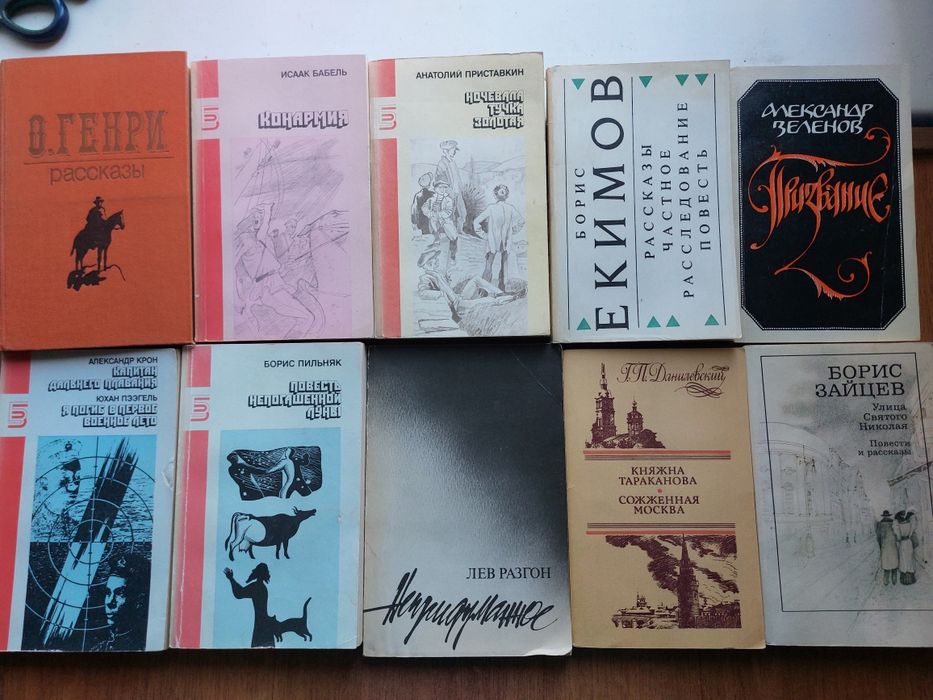 О. ГЕНРИ
рассказы
ИСААК БАБЕЛЬ
КОНАРМИЯ
АНАТОЛИЙ ПРИСТАВКИН
НОЧЕВАЛА
ТУЧКА
ЗОЛОТАЯ
БОРИС
ЕКИМОВ
РАССКАЗЫ
ЧАСТНОЕ
РАССЛЕДОВАНИЕ
ПОВЕСТЬ
АЛЕКСАНДР
ЗЕЛЕНОВ
Призвание
АЛЕКСАНДР КРОН
КАПИТАН
ДАЛЬНЕГО ПЛАВАНИЯ
ЮХАН ПЭЭГЕЛЬ
Я ПОГИБ В ПЕРВОЕ
ВОЕННОЕ ЛЕТО
БОРИС ПИЛЬНЯК
ПОВЕСТЬ
НЕПОГАШЕННОЙ
ЛУНЫ
ЛЕВ РАЗГОН
Непридуманное
Г.П. Данилевский
КНЯЖНА
ТАРАКАНОВА
СОЖЖЕННАЯ
МОСКВА
БОРИС
ЗАЙЦЕВ
Улица
Святого
Николая
Повести
и рассказы